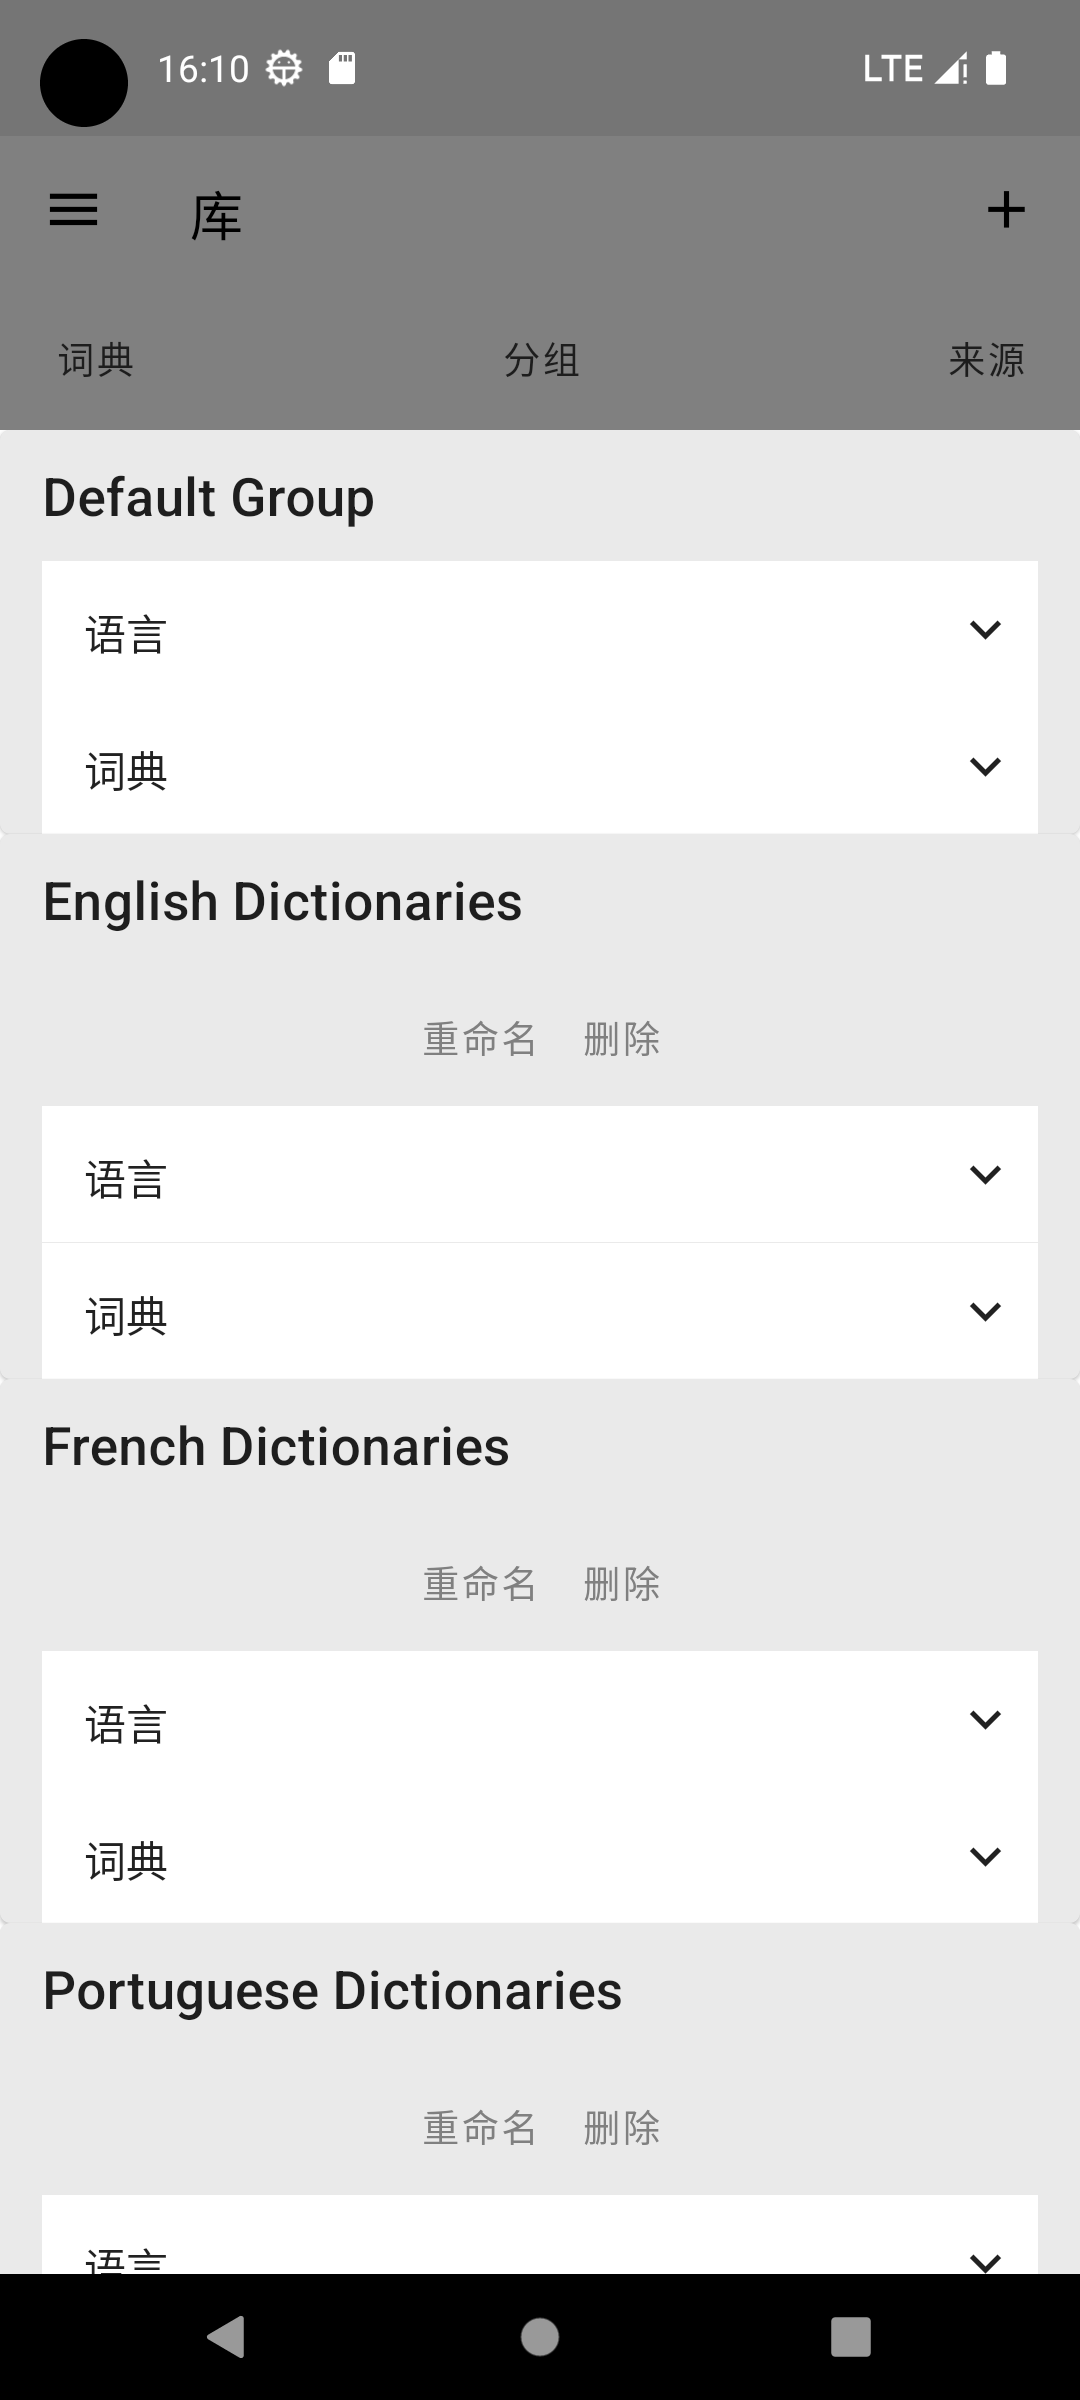 16:10 LTE
库
词典 分组 来源
Default Group
语言
词典
English Dictionaries
重命名 删除
语言
词典
French Dictionaries
重命名 删除
语言
词典
Portuguese Dictionaries
重命名 删除
语言